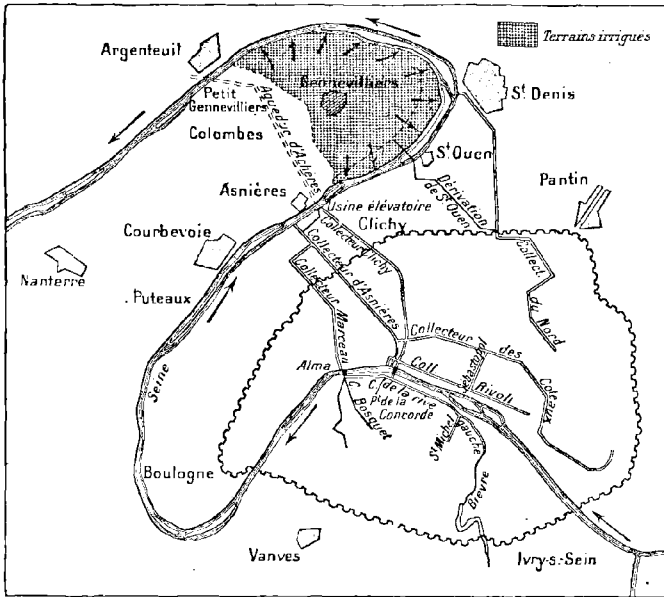 Terrains irrigués
Argenteuil
Gennevilliers
St Denis
Petit
Gennevilliers
Colombes
Aqueduc d'Achères
St Ouen
Dérivation
de St Ouen
Pantin
Asnières
Usine élévatoire
Clichy
Courbevoie
Collecteur Clichy
Collect.
du Nord
Nanterre
Collecteur d'Asnières
Puteaux
Collecteur Marceau
Seine
Collecteur des
Coteaux
Sébastopol
Alma
Coll
Rivoli
C. de la rive
gauche
Pt de la
Concorde
C. Bosquet
St Michel
Boulogne
Bièvre
Vanves
Ivry-s.-Sein